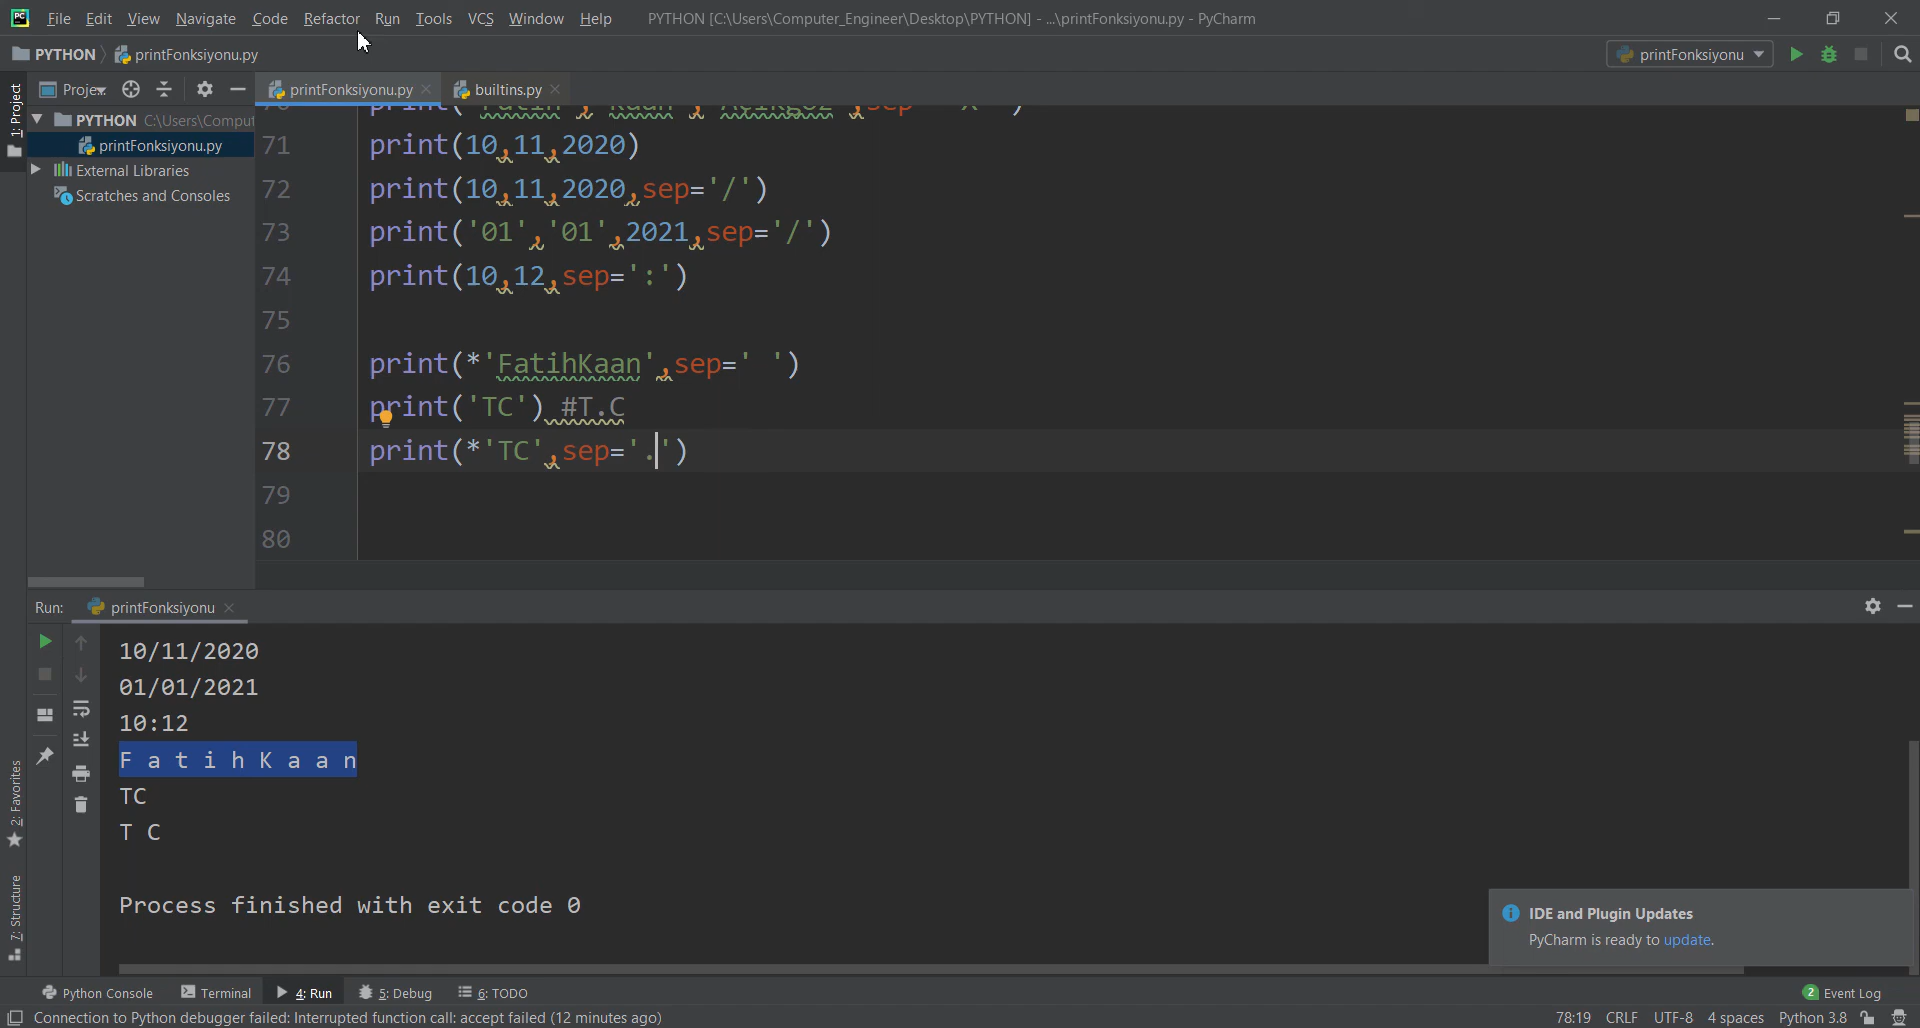 File Edit View Navigate Code Refactor Run Tools VCS Window Help PYTHON [C:\Users\Computer_Engineer\Desktop\PYTHON] - ...\printFonksiyonu.py - PyCharm
PYTHON printFonksiyonu.py printFonksiyonu
1: Project
Projec printFonksiyonu.py builtins.py
PYTHON C:\Users\Comput
printFonksiyonu.py
External Libraries
Scratches and Consoles
71 print(10,11,2020)
72 print(10,11,2020,sep='/')
73 print('01','01',2021,sep='/')
74 print(10,12,sep=':')
75
76 print(*'FatihKaan',sep=' ')
77 print('TC') #T.C
78 print(*'TC',sep='.')
79
80
Run: printFonksiyonu
10/11/2020
01/01/2021
10:12
F a t i h K a a n
TC
T C
Process finished with exit code 0
2: Favorites
7: Structure
IDE and Plugin Updates
PyCharm is ready to update.
Python Console Terminal 4: Run 5: Debug 6: TODO 2 Event Log
Connection to Python debugger failed: Interrupted function call: accept failed (12 minutes ago) 78:19 CRLF UTF-8 4 spaces Python 3.8